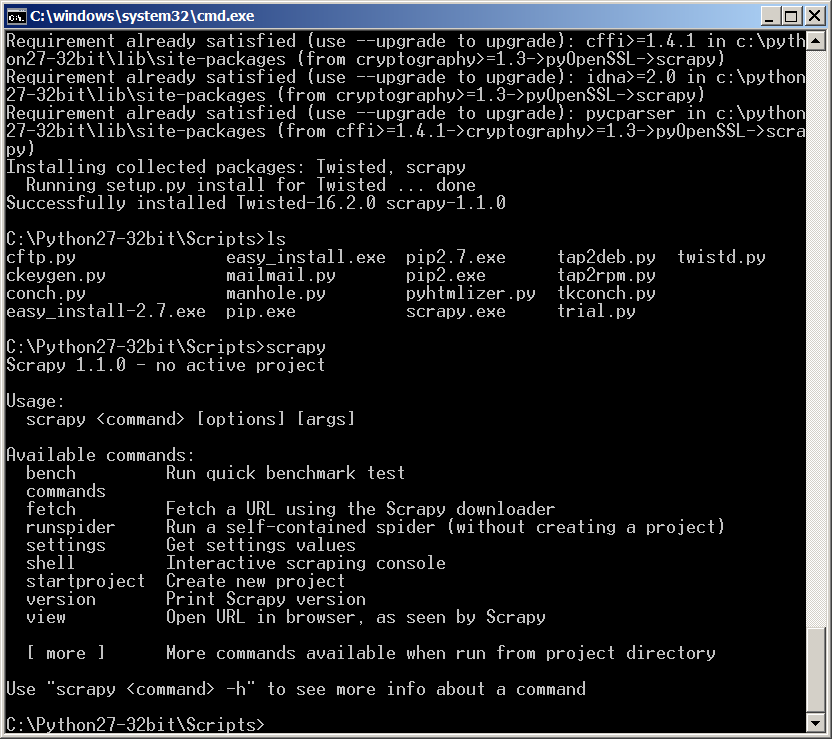 C:\windows\system32\cmd.exe
Requirement already satisfied (use --upgrade to upgrade): cffi>=1.4.1 in c:\pyth
on27-32bit\lib\site-packages (from cryptography>=1.3->pyOpenSSL->scrapy)
Requirement already satisfied (use --upgrade to upgrade): idna>=2.0 in c:\python
27-32bit\lib\site-packages (from cryptography>=1.3->pyOpenSSL->scrapy)
Requirement already satisfied (use --upgrade to upgrade): pycparser in c:\python
27-32bit\lib\site-packages (from cffi>=1.4.1->cryptography>=1.3->pyOpenSSL->scra
py)
Installing collected packages: Twisted, scrapy
  Running setup.py install for Twisted ... done
Successfully installed Twisted-16.2.0 scrapy-1.1.0

C:\Python27-32bit\Scripts>ls
cftp.py               easy_install.exe  pip2.7.exe     tap2deb.py  twistd.py
ckeygen.py            mailmail.py       pip2.exe       tap2rpm.py
conch.py              manhole.py        pyhtmlizer.py  tkconch.py
easy_install-2.7.exe  pip.exe           scrapy.exe     trial.py

C:\Python27-32bit\Scripts>scrapy
Scrapy 1.1.0 - no active project

Usage:
  scrapy <command> [options] [args]

Available commands:
  bench         Run quick benchmark test
  commands
  fetch         Fetch a URL using the Scrapy downloader
  runspider     Run a self-contained spider (without creating a project)
  settings      Get settings values
  shell         Interactive scraping console
  startproject  Create new project
  version       Print Scrapy version
  view          Open URL in browser, as seen by Scrapy

  [ more ]      More commands available when run from project directory

Use "scrapy <command> -h" to see more info about a command

C:\Python27-32bit\Scripts>